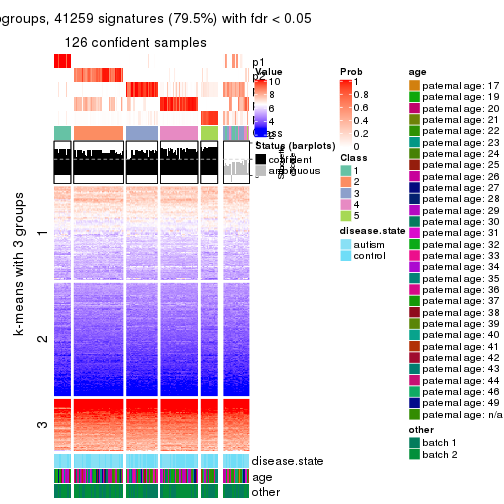 ogroups, 41259 signatures (79.5%) with fdr < 0.05
126 confident samples
p1
p2
Value
10
8
6
4
2
0
Class
Status (barplots)
confident
ambiguous
Prob
1
0.8
0.6
0.4
0.2
0
Class
1
2
3
4
5
disease.state
autism
control
k-means with 3 groups
1
2
3
disease.state
age
other
age
paternal age: 17
paternal age: 19
paternal age: 20
paternal age: 21
paternal age: 22
paternal age: 23
paternal age: 24
paternal age: 25
paternal age: 26
paternal age: 27
paternal age: 28
paternal age: 29
paternal age: 30
paternal age: 31
paternal age: 32
paternal age: 33
paternal age: 34
paternal age: 35
paternal age: 36
paternal age: 37
paternal age: 38
paternal age: 39
paternal age: 40
paternal age: 41
paternal age: 42
paternal age: 43
paternal age: 44
paternal age: 46
paternal age: 49
paternal age: n/a
other
batch 1
batch 2